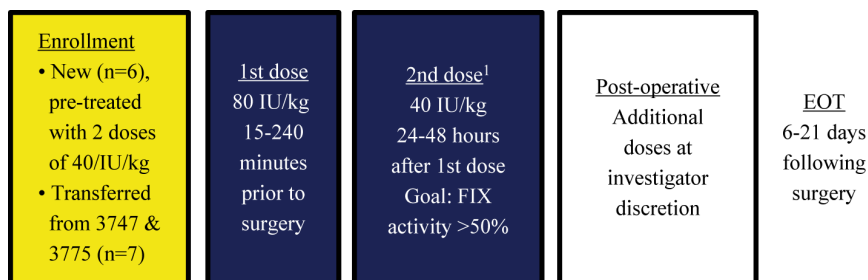 Enrollment
• New (n=6),
pre-treated
with 2 doses
of 40/IU/kg
• Transferred
from 3747 &
3775 (n=7)
1st dose
80 IU/kg
15-240
minutes
prior to
surgery
2nd dose1
40 IU/kg
24-48 hours
after 1st dose
Goal: FIX
activity >50%
Post-operative
Additional
doses at
investigator
discretion
EOT
6-21 days
following
surgery